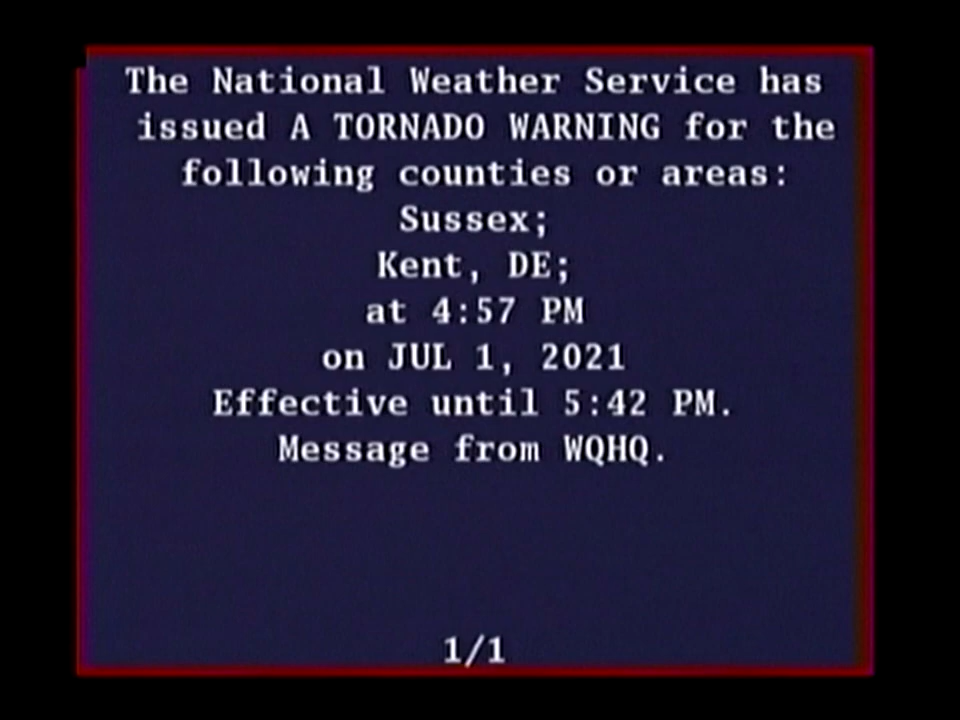 The National Weather Service has
issued A TORNADO WARNING for the
following counties or areas:
Sussex;
Kent, DE;
at 4:57 PM
on JUL 1, 2021
Effective until 5:42 PM.
Message from WQHQ.
1/1